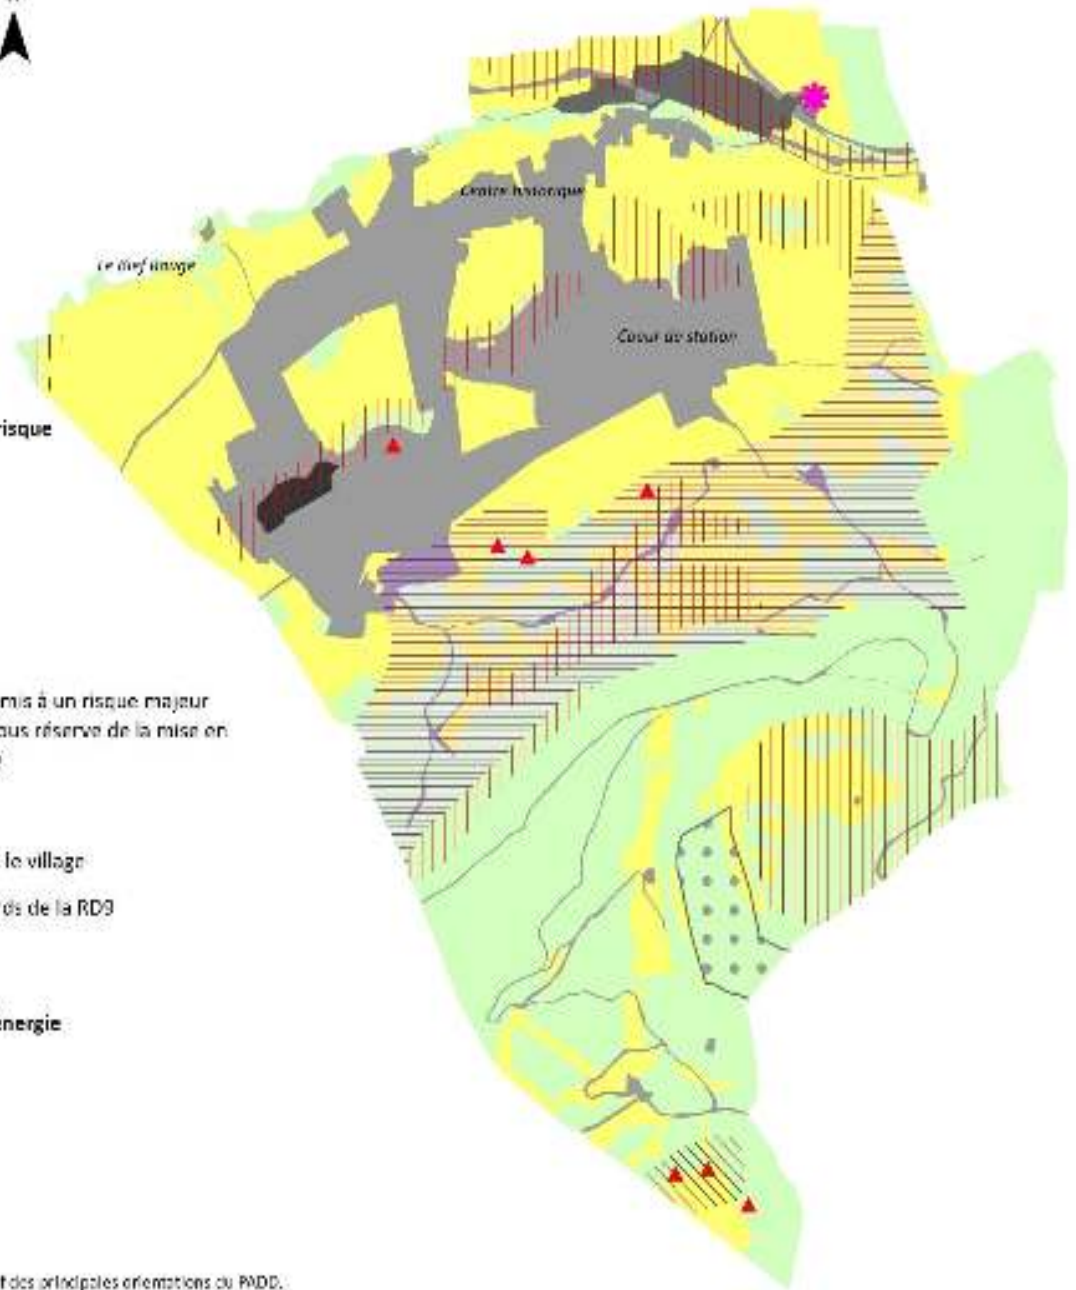 Centre historique
Le Bief Rouge
Coeur de station
risque
mis à un risque majeur
ous réserve de la mise en
le village
rds de la RD9
énergie
f des principales orientations du PADD.